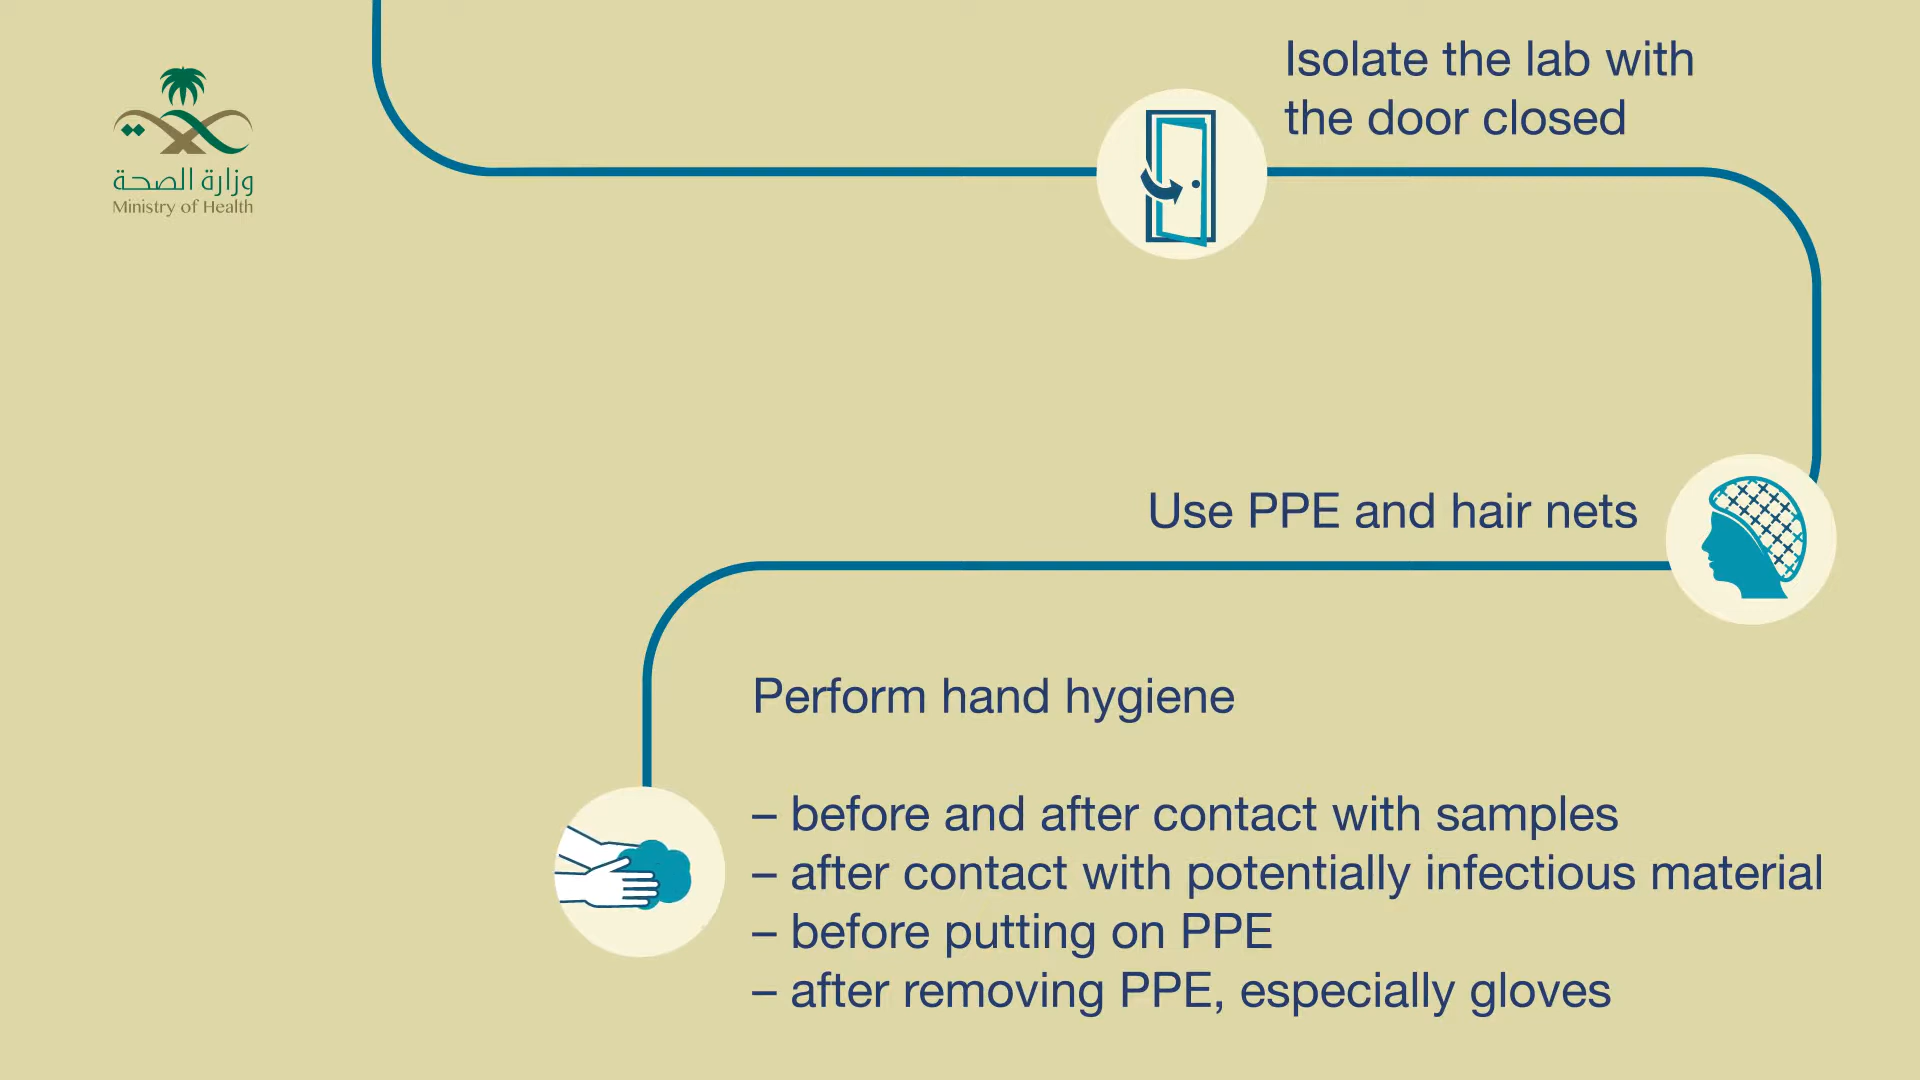 وزارة الصحة
Ministry of Health
Isolate the lab with
the door closed
Use PPE and hair nets
Perform hand hygiene
– before and after contact with samples
– after contact with potentially infectious material
– before putting on PPE
– after removing PPE, especially gloves